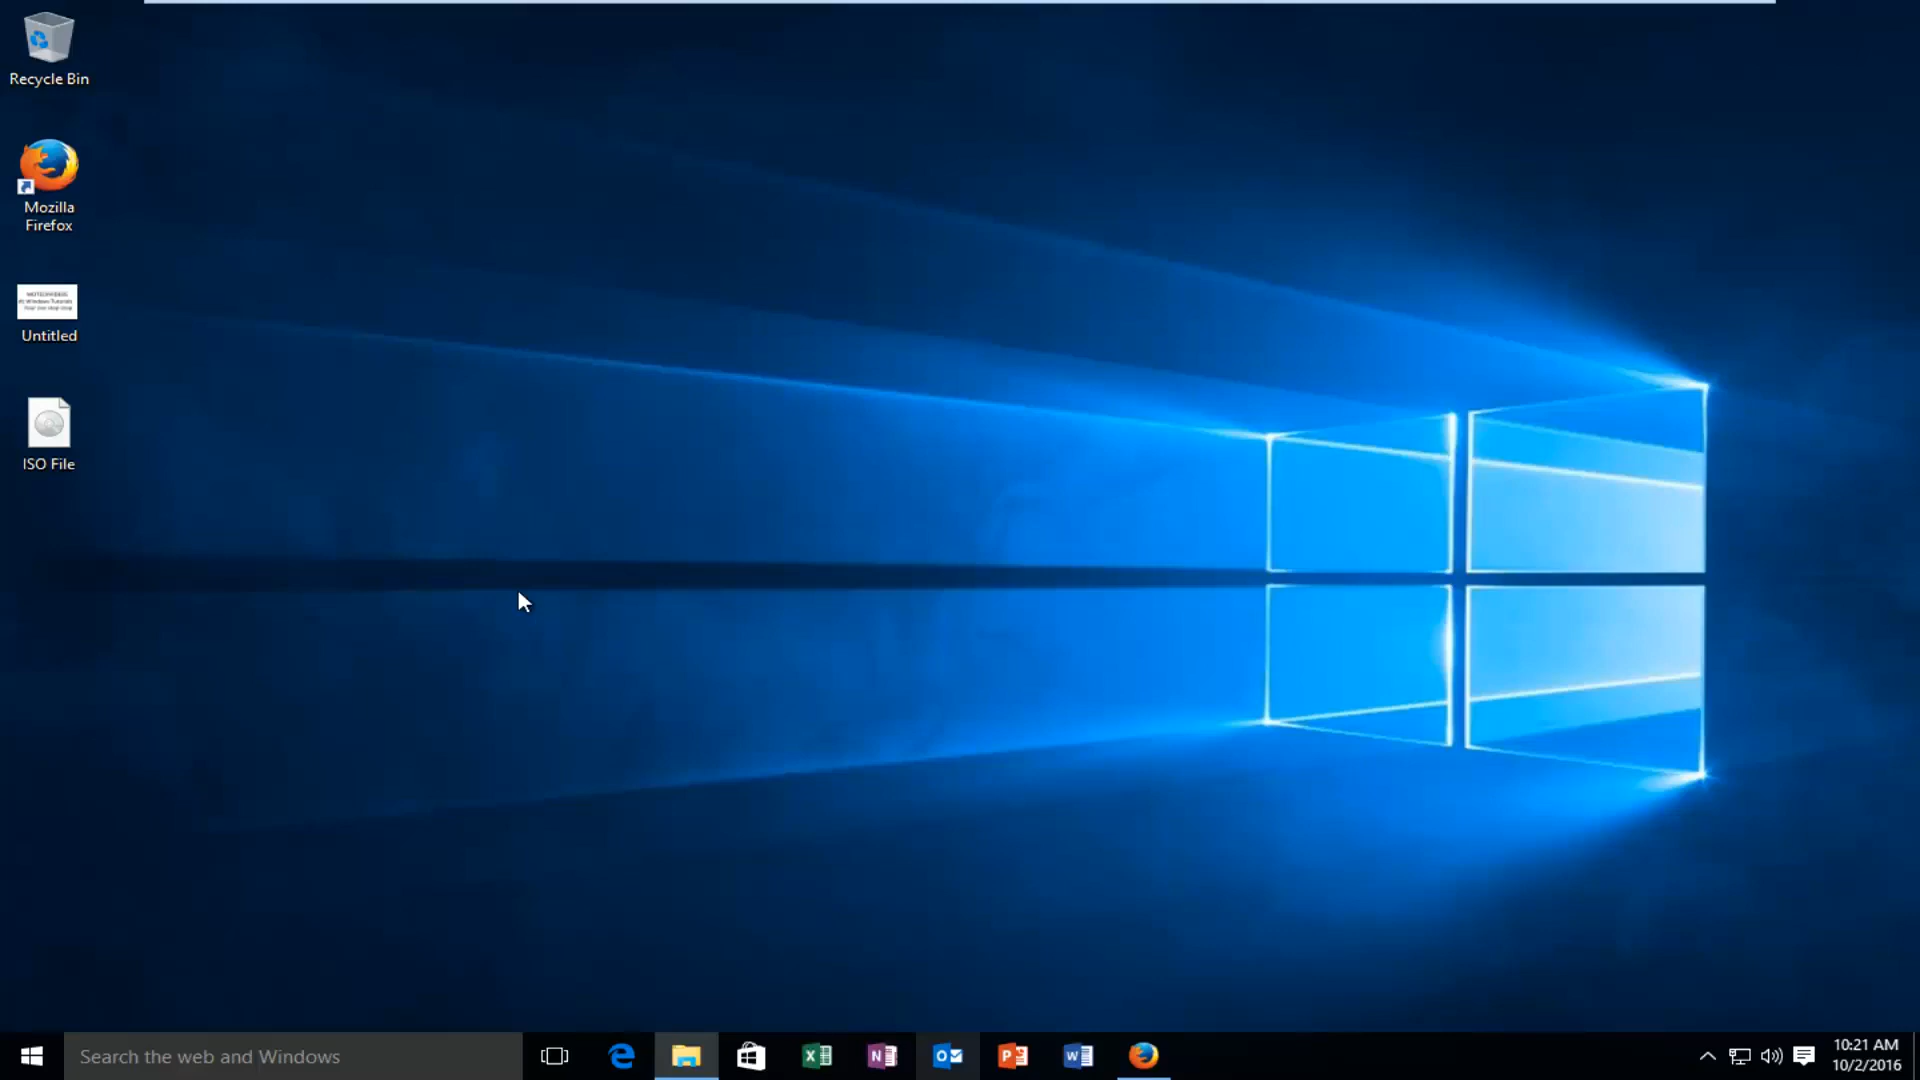 Recycle Bin
Mozilla
Firefox
Untitled
ISO File
Search the web and Windows
10:21 AM
10/2/2016